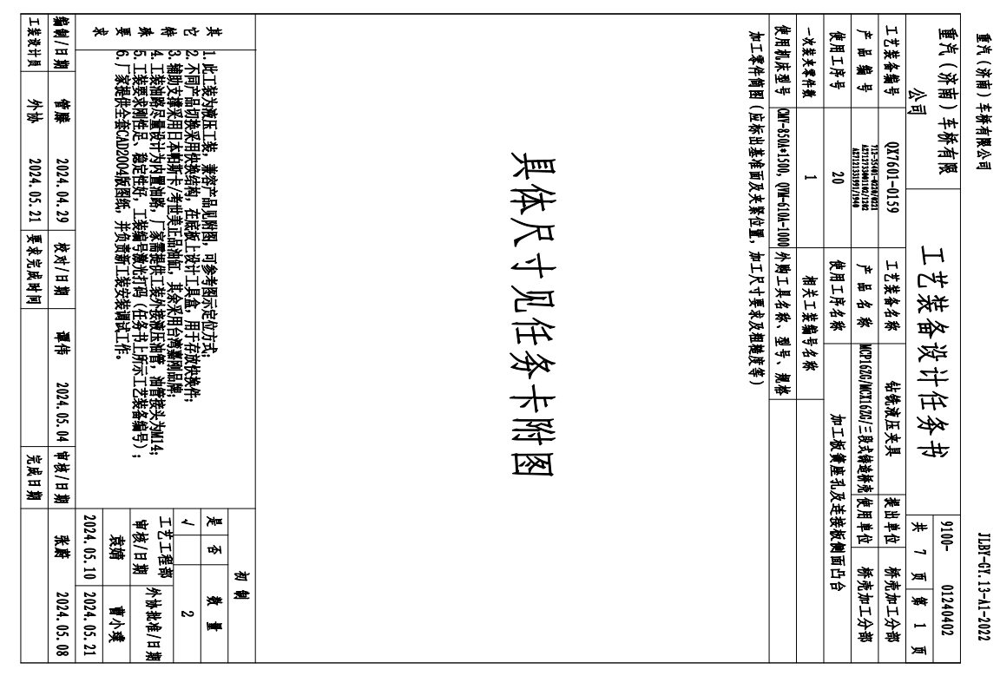 重汽（济南）车桥有限公司 JLBY-GY.13-A1-2022
重汽（济南）车桥有限公司 工艺装备设计任务书 9100- 01240402
共 7 页 第 1 页
工艺装备编号 QX7601-0159 工艺装备名称 钻铣液压夹具 提出单位 桥壳加工分部
产品编号 713-35401-0220/0221 AZ7127330011102/1202 AZ7121331991/1940 产品名称 MCP16ZG/MCX16ZG/三段式铸造桥壳 使用单位 桥壳加工分部
使用工序号 20 使用工序名称 加工板簧座孔及连接板侧面凸台
一次装夹零件数 1 相关工装编号名称
使用机床型号 CMV-850A*1500, QVM-610A-1000 外购工具名称、型号、规格
加工零件简图（应标出基准面及夹紧位置，加工尺寸要求及粗糙度等）
具体尺寸见任务卡附图
其它特殊要求
1.此工装为液压工装，兼容产品见附图，可参考图示定位方式；
2.不同产品切换采用快换结构，在底板上设计工具盒，用于存放快换件；
3.辅助支撑采用日本帕斯卡/考世美正品油缸，其余采用台湾嘉刚品牌；
4.工装油路尽量设计为内置油路，厂家需提供工装外接液压油管，油管接头为M14；
5.工装要求刚性足、稳定性好，工装编号激光打码（任务书上所示工艺装备编号）；
6.厂家提供全套CAD2004版图纸，并负责新工装安装调试工作。
初制
是 否 数量
√ 2
工艺工程部审核/日期 外协批准/日期
袁婧 曹小璞
2024.05.10 2024.05.21
编制/日期 管滕 2024.04.29 校对/日期 谭伟 2024.05.04 审核/日期 张蔚 2024.05.08
工装设计员 外协 2024.05.21 要求完成时间 完成日期